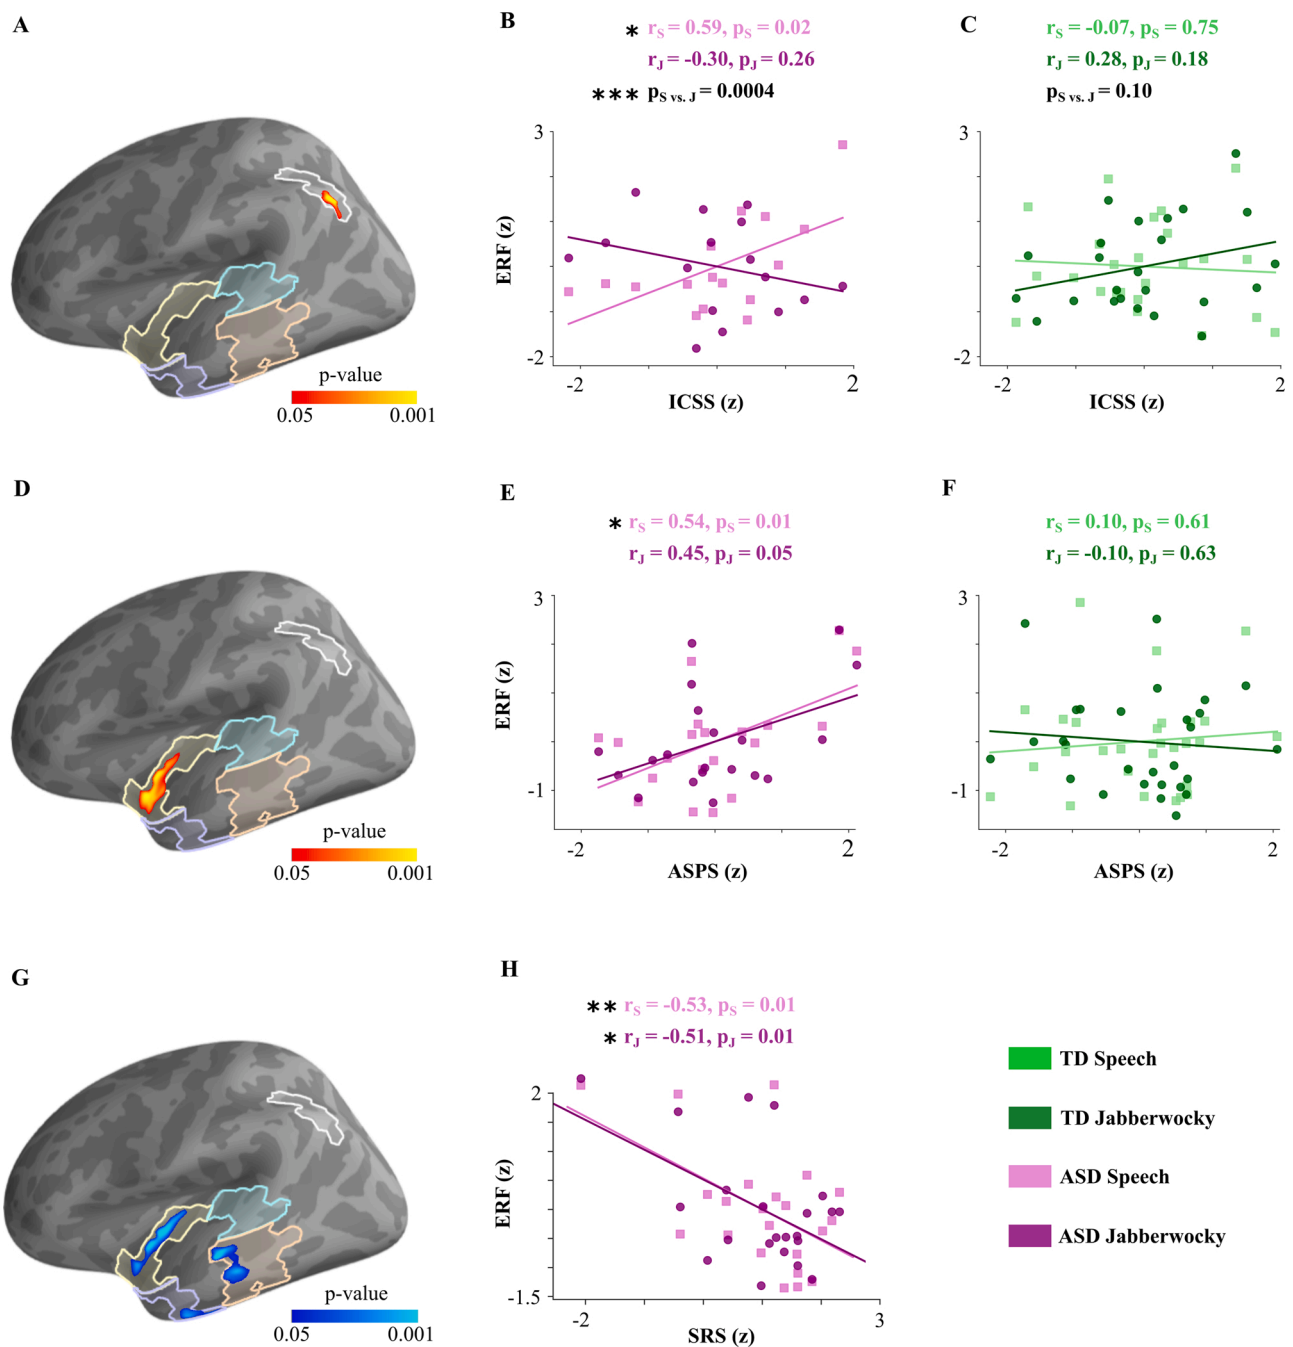 A
p-value
0.05 0.001
B
* rS = 0.59, pS = 0.02
rJ = -0.30, pJ = 0.26
*** pS vs. J = 0.0004
3
ERF (z)
-2
-2 2
ICSS (z)
C
rS = -0.07, pS = 0.75
rJ = 0.28, pJ = 0.18
pS vs. J = 0.10
3
-2
-2 2
ICSS (z)
D
p-value
0.05 0.001
E
* rS = 0.54, pS = 0.01
rJ = 0.45, pJ = 0.05
3
ERF (z)
-1
-2 2
ASPS (z)
F
rS = 0.10, pS = 0.61
rJ = -0.10, pJ = 0.63
3
-1
-2 2
ASPS (z)
G
p-value
0.05 0.001
H
** rS = -0.53, pS = 0.01
* rJ = -0.51, pJ = 0.01
2
ERF (z)
-1.5
-2 3
SRS (z)
TD Speech
TD Jabberwocky
ASD Speech
ASD Jabberwocky